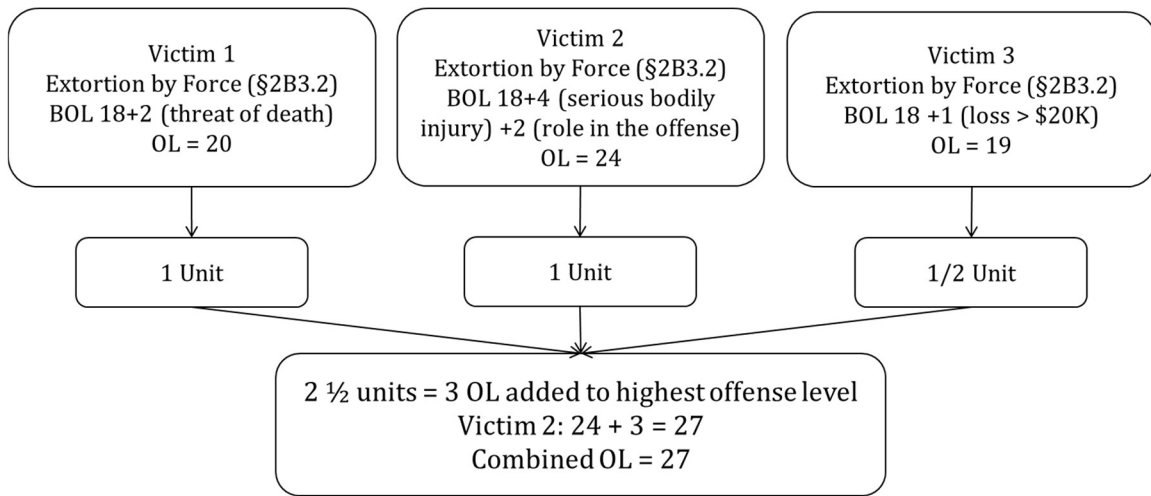 Victim 1
Extortion by Force (§2B3.2)
BOL 18+2 (threat of death)
OL = 20
Victim 2
Extortion by Force (§2B3.2)
BOL 18+4 (serious bodily
injury) +2 (role in the offense)
OL = 24
Victim 3
Extortion by Force (§2B3.2)
BOL 18 +1 (loss > $20K)
OL = 19
1 Unit
1 Unit
1/2 Unit
2 ½ units = 3 OL added to highest offense level
Victim 2: 24 + 3 = 27
Combined OL = 27